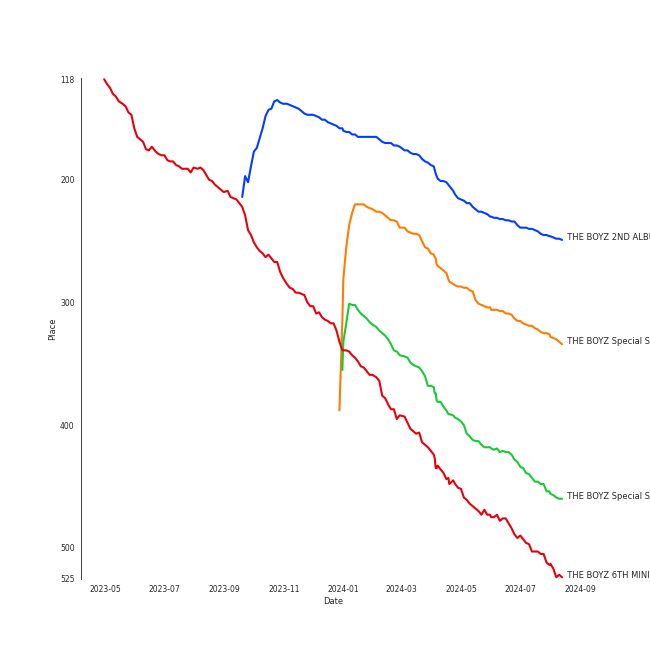 118
200
300
400
500
525
Place
2023-05
2023-07
2023-09
2023-11
2024-01
2024-03
2024-05
2024-07
2024-09
Date
THE BOYZ 2ND ALB
THE BOYZ Special S
THE BOYZ Special S
THE BOYZ 6TH MINI